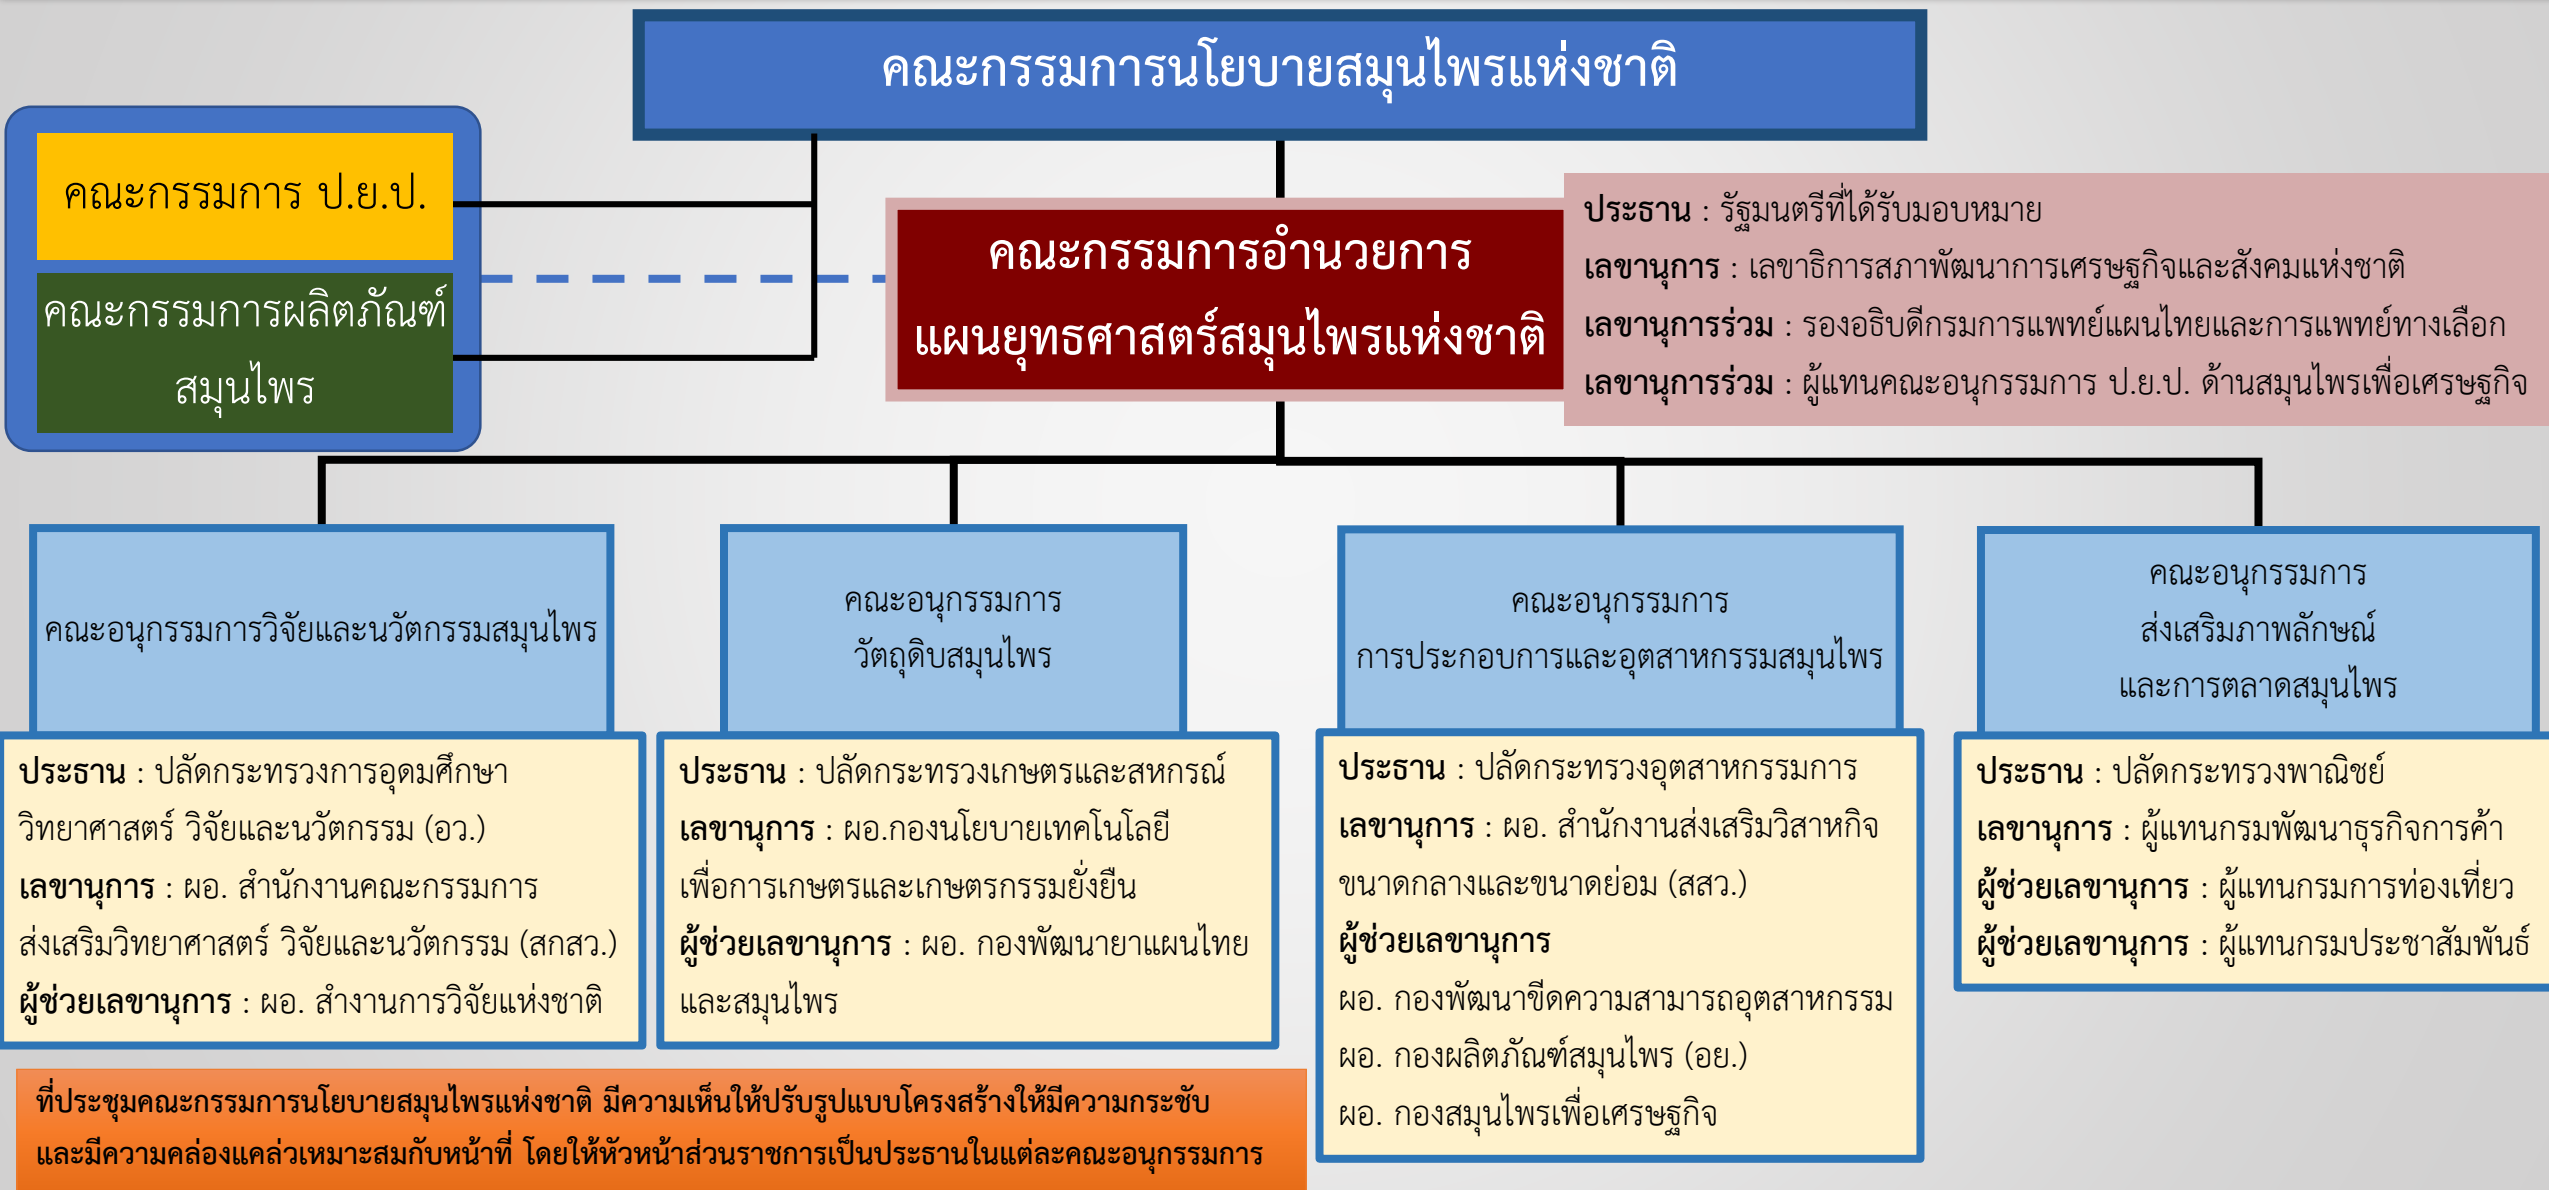 คณะกรรมการนโยบายสมุนไพรแห่งชาติ
คณะกรรมการ ป.ย.ป.
คณะกรรมการผลิตภัณฑ์
สมุนไพร
คณะกรรมการอำนวยการ
แผนยุทธศาสตร์สมุนไพรแห่งชาติ
ประธาน : รัฐมนตรีที่ได้รับมอบหมาย
เลขานุการ : เลขาธิการสภาพัฒนาการเศรษฐกิจและสังคมแห่งชาติ
เลขานุการร่วม : รองอธิบดีกรมการแพทย์แผนไทยและการแพทย์ทางเลือก
เลขานุการร่วม : ผู้แทนคณะอนุกรรมการ ป.ย.ป. ด้านสมุนไพรเพื่อเศรษฐกิจ
คณะอนุกรรมการวิจัยและนวัตกรรมสมุนไพร
ประธาน : ปลัดกระทรวงการอุดมศึกษา
วิทยาศาสตร์ วิจัยและนวัตกรรม (อว.)
เลขานุการ : ผอ. สำนักงานคณะกรรมการ
ส่งเสริมวิทยาศาสตร์ วิจัยและนวัตกรรม (สกสว.)
ผู้ช่วยเลขานุการ : ผอ. สำงานการวิจัยแห่งชาติ
คณะอนุกรรมการ
วัตถุดิบสมุนไพร
ประธาน : ปลัดกระทรวงเกษตรและสหกรณ์
เลขานุการ : ผอ.กองนโยบายเทคโนโลยี
เพื่อการเกษตรและเกษตรกรรมยั่งยืน
ผู้ช่วยเลขานุการ : ผอ. กองพัฒนายาแผนไทย
และสมุนไพร
คณะอนุกรรมการ
การประกอบการและอุตสาหกรรมสมุนไพร
ประธาน : ปลัดกระทรวงอุตสาหกรรมการ
เลขานุการ : ผอ. สำนักงานส่งเสริมวิสาหกิจ
ขนาดกลางและขนาดย่อม (สสว.)
ผู้ช่วยเลขานุการ
ผอ. กองพัฒนาขีดความสามารถอุตสาหกรรม
ผอ. กองผลิตภัณฑ์สมุนไพร (อย.)
ผอ. กองสมุนไพรเพื่อเศรษฐกิจ
คณะอนุกรรมการ
ส่งเสริมภาพลักษณ์
และการตลาดสมุนไพร
ประธาน : ปลัดกระทรวงพาณิชย์
เลขานุการ : ผู้แทนกรมพัฒนาธุรกิจการค้า
ผู้ช่วยเลขานุการ : ผู้แทนกรมการท่องเที่ยว
ผู้ช่วยเลขานุการ : ผู้แทนกรมประชาสัมพันธ์
ที่ประชุมคณะกรรมการนโยบายสมุนไพรแห่งชาติ มีความเห็นให้ปรับรูปแบบโครงสร้างให้มีความกระชับ
และมีความคล่องแคล่วเหมาะสมกับหน้าที่ โดยให้หัวหน้าส่วนราชการเป็นประธานในแต่ละคณะอนุกรรมการ